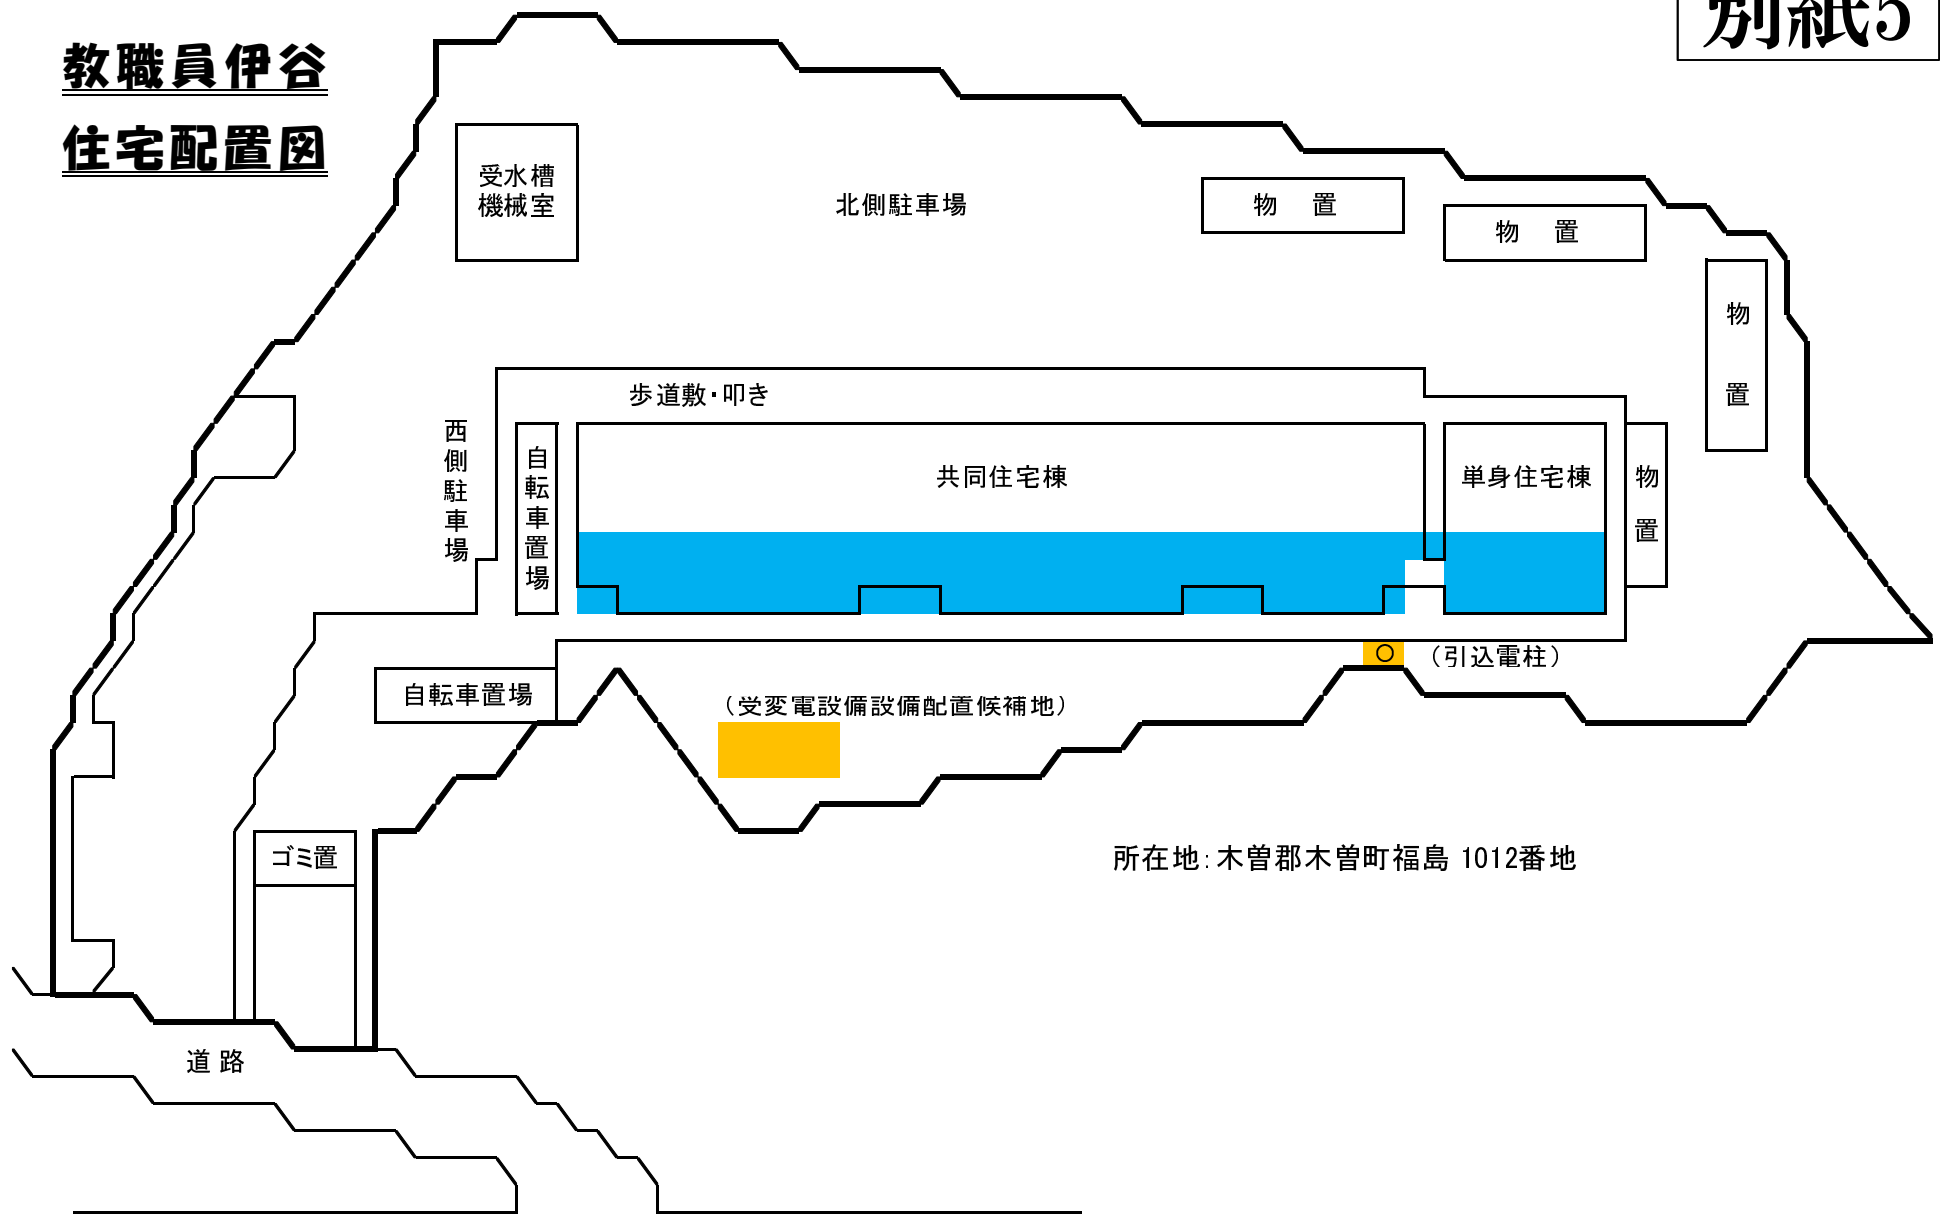 別紙5
教職員伊谷
住宅配置図
受水槽
機械室
北側駐車場
物 置
物 置
物置
歩道敷・叩き
西側駐車場
自転車置場
共同住宅棟
単身住宅棟
物置
(引込電柱)
自転車置場
(受変電設備設備配置候補地)
ゴミ置
所在地:木曽郡木曽町福島 1012番地
道 路